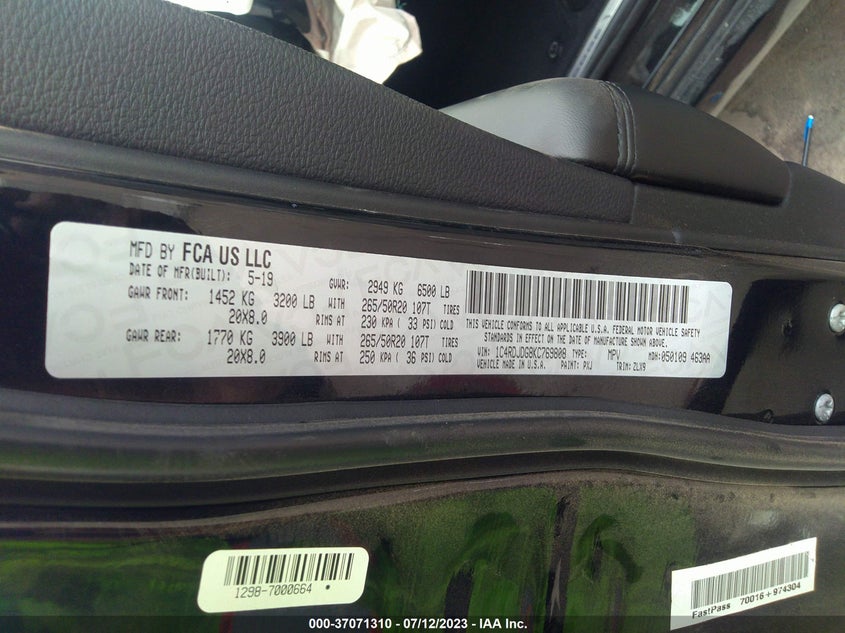 MFD BY FCA US LLC
DATE OF MFR(BUILT): 5-19 GVWR: 2949 KG 6500 LB
GAWR FRONT: 1452 KG 3200 LB WITH 265/50R20 107T TIRES
20X8.0 RIMS AT 230 KPA ( 33 PSI) COLD
GAWR REAR: 1770 KG 3900 LB WITH 265/50R20 107T TIRES
20X8.0 RIMS AT 250 KPA ( 36 PSI) COLD
THIS VEHICLE CONFORMS TO ALL APPLICABLE U.S.A. FEDERAL MOTOR VEHICLE SAFETY
STANDARDS IN EFFECT ON THE DATE OF MANUFACTURE SHOWN ABOVE.
VIN: 1C4RDJDG8KC769808 TYPE: MPV MDH:050109 463AA
VEHICLE MADE IN U.S.A. PAINT: PXJ TRIM: ZLX9
1298-7000664
FastPass 70016 + 974304
000-37071310 - 07/12/2023 - IAA Inc.